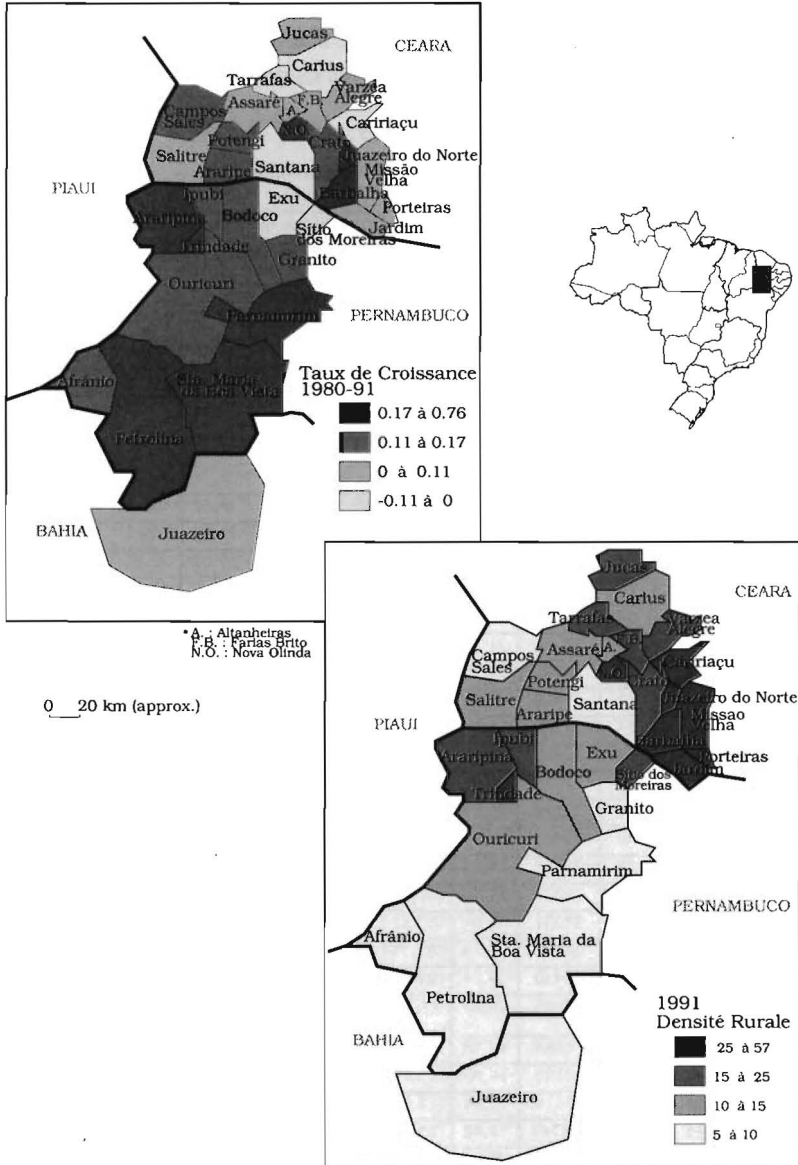 Jucas
CEARA
Carius
Tarrafas
Varzea
Alegre
Assaré
F.B.
A.
Campos
Sales
Caririaçu
N.O.
Crato
Potengi
Juazeiro do Norte
Salitre
Santana
Missão
Velha
Araripe
PIAUI
Barbalha
Ipubi
Exu
Porteiras
Araripina
Bodoco
Jardim
Sítio
dos Moreiras
Trindade
Granito
Ouricuri
Parnamirim
PERNAMBUCO
Afrânio
Sta. Maria
da Boa Vista
Taux de Croissance
1980-91
0.17 à 0.76
0.11 à 0.17
0 à 0.11
-0.11 à 0
Petrolina
BAHIA
Juazeiro
• A. : Altanheiras
F.B. : Farias Brito
N.O. : Nova Olinda
0 20 km (approx.)
Jucas
CEARA
Carius
Tarrafas
Varzea
Alegre
F.B.
Assaré
A.
Campos
Sales
Caririaçu
N.O.
Crato
Potengi
Salitre
Juazeiro do Norte
Santana
Missao
Velha
Araripe
PIAUI
Barbalha
Ipubi
Porteiras
Araripina
Exu
Jardim
Bodoco
Sitio dos
Moreiras
Trindade
Granito
Ouricuri
Parnamirim
PERNAMBUCO
Afrânio
Sta. Maria da
Boa Vista
Petrolina
1991
Densité Rurale
25 à 57
15 à 25
10 à 15
5 à 10
BAHIA
Juazeiro